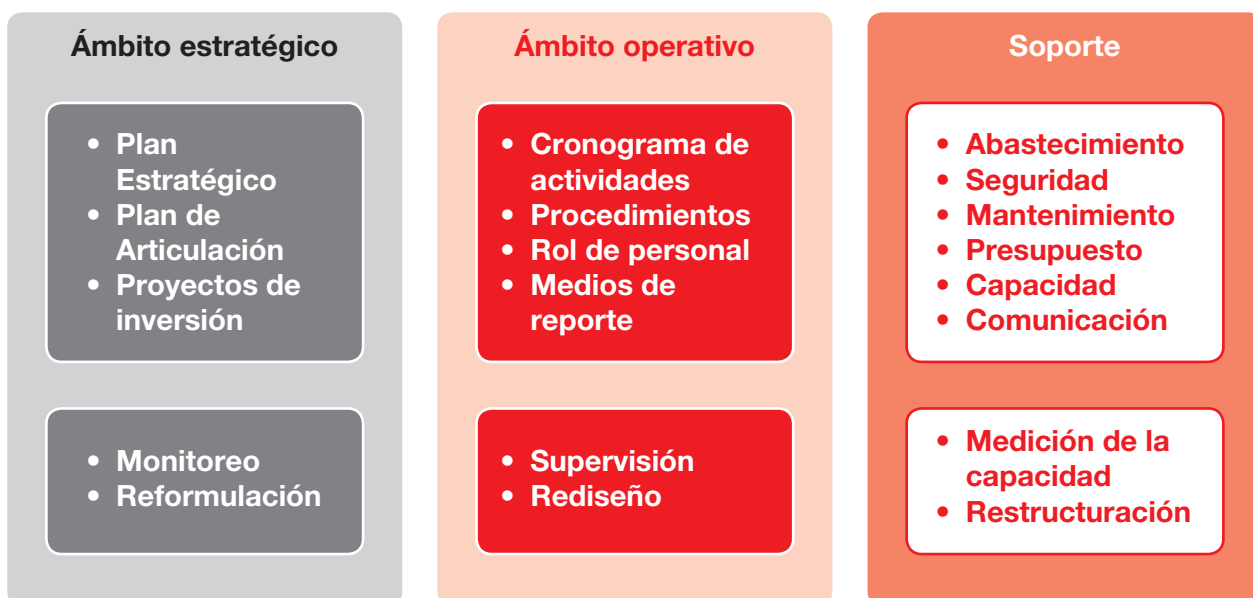 Ámbito estratégico
• Plan
Estratégico
• Plan de
Articulación
• Proyectos de
inversión
• Monitoreo
• Reformulación
Ámbito operativo
• Cronograma de
actividades
• Procedimientos
• Rol de personal
• Medios de
reporte
• Supervisión
• Rediseño
Soporte
• Abastecimiento
• Seguridad
• Mantenimiento
• Presupuesto
• Capacidad
• Comunicación
• Medición de la
capacidad
• Restructuración